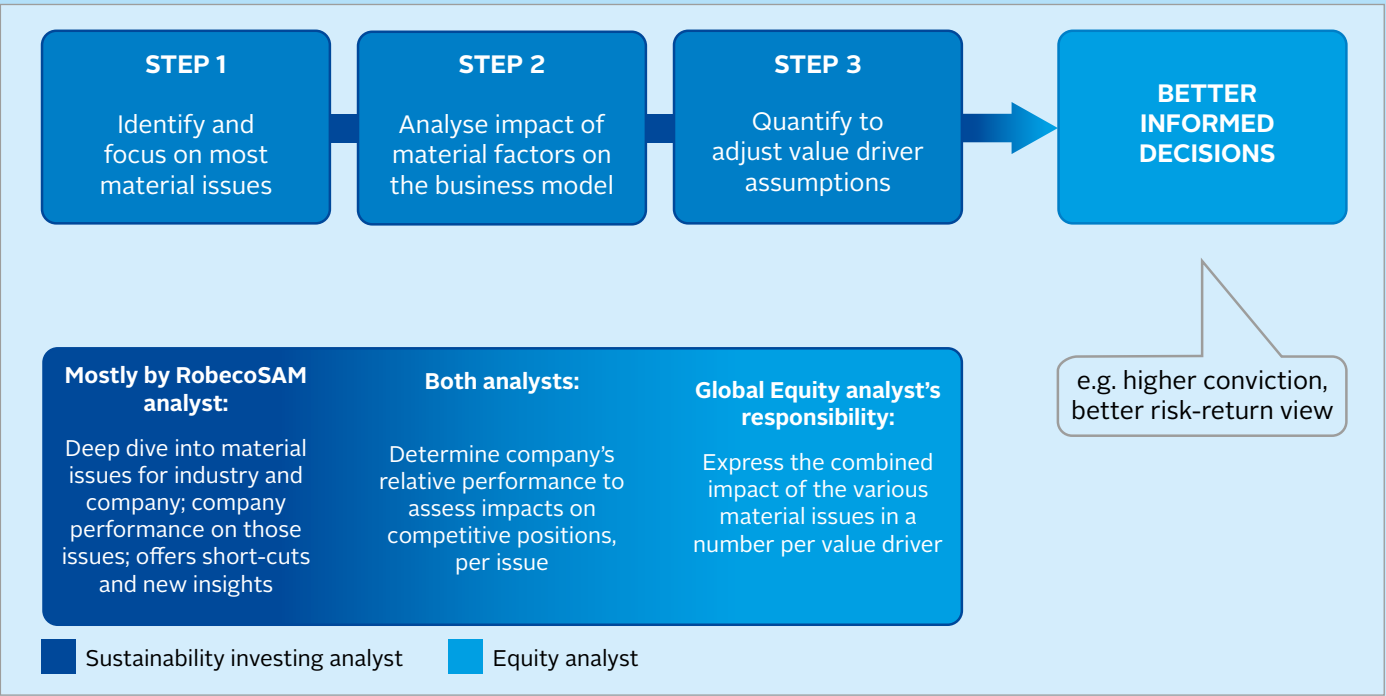 STEP 1
Identify and
focus on most
material issues
STEP 2
Analyse impact of
material factors on
the business model
STEP 3
Quantify to
adjust value driver
assumptions
BETTER
INFORMED
DECISIONS
e.g. higher conviction,
better risk-return view
Mostly by RobecoSAM
analyst:
Deep dive into material
issues for industry and
company; company
performance on those
issues; offers short-cuts
and new insights
Both analysts:
Determine company’s
relative performance to
assess impacts on
competitive positions,
per issue
Global Equity analyst’s
responsibility:
Express the combined
impact of the various
material issues in a
number per value driver
Sustainability investing analyst
Equity analyst